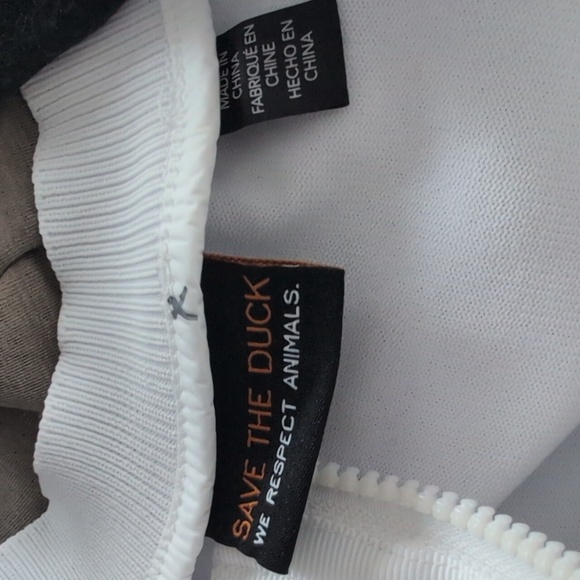 MADE IN
CHINA
FABRIQUÉ EN
CHINE
HECHO EN
CHINA
SAVE THE DUCK
WE RESPECT ANIMALS.